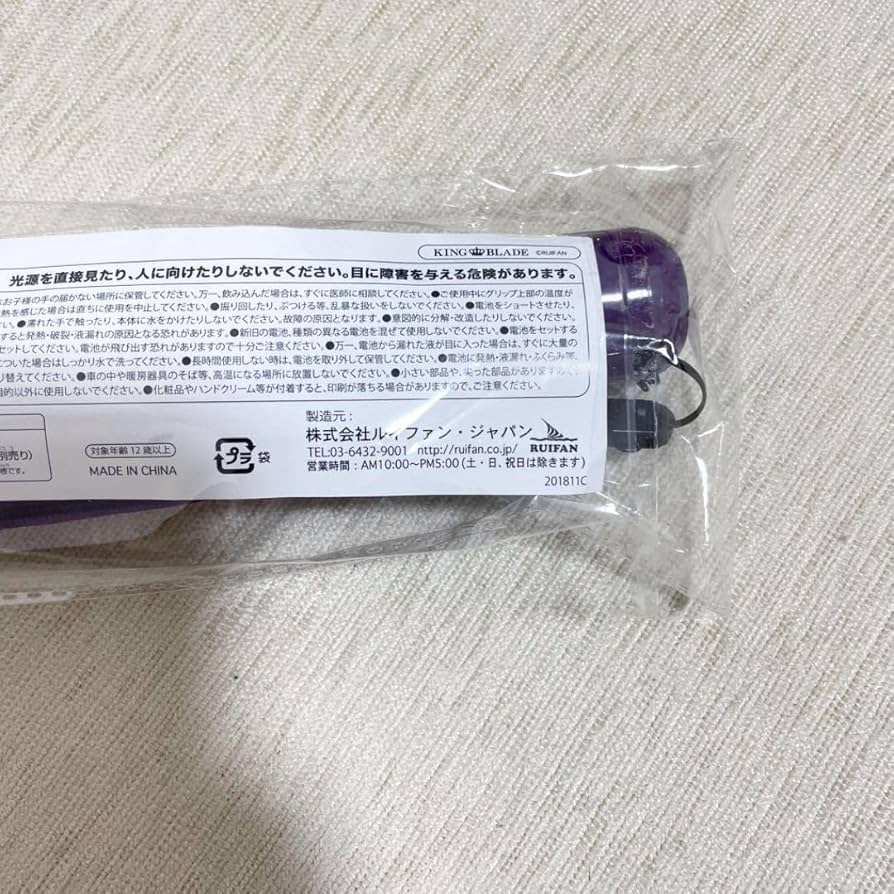 KING BLADE ©RUIFAN
光源を直接見たり、人に向けたりしないでください。目に障害を与える危険があります。
お子様の手の届かない場所に保管してください。万一、飲み込んだ場合は、すぐに医師に相談してください。●ご使用中にグリップ上部の温度が
熱を感じた場合は直ちに使用を中止してください。●振り回したり、ぶつける等、乱暴な扱いをしないでください。●電池をショートさせたり、
●濡れた手で触ったり、本体に水をかけたりしないでください。故障の原因となります。●意図的に分解・改造したりしないでください。
すると発熱・破裂・液漏れの原因となる恐れがあります。●新旧の電池、種類の異なる電池を混ぜて使用しないでください。●電池をセットする
セットしてください。電池が飛び出す恐れがありますので十分ご注意ください。●万一、電池から漏れた液が目に入った場合は、すぐに大量の
ついた場合はしっかり水で洗ってください。●長時間使用しない時は、電池を取り外して保管してください。●電池に発熱・液漏れ・ふくらみ等、
り替えてください。●車の中や暖房器具のそば等、高温になる場所に放置しないでください。●小さい部品や、尖った部品がありますので
的以外に使用しないでください。●化粧品やハンドクリーム等が付着すると、印刷が落ちる場合がありますので、ご注意ください。
別売り)
標です。
対象年齢12歳以上
MADE IN CHINA
プラ 袋
製造元:
株式会社ルイファン・ジャパン
TEL:03-6432-9001 http://ruifan.co.jp/
営業時間:AM10:00〜PM5:00(土・日、祝日は除きます)
RUIFAN
201811C